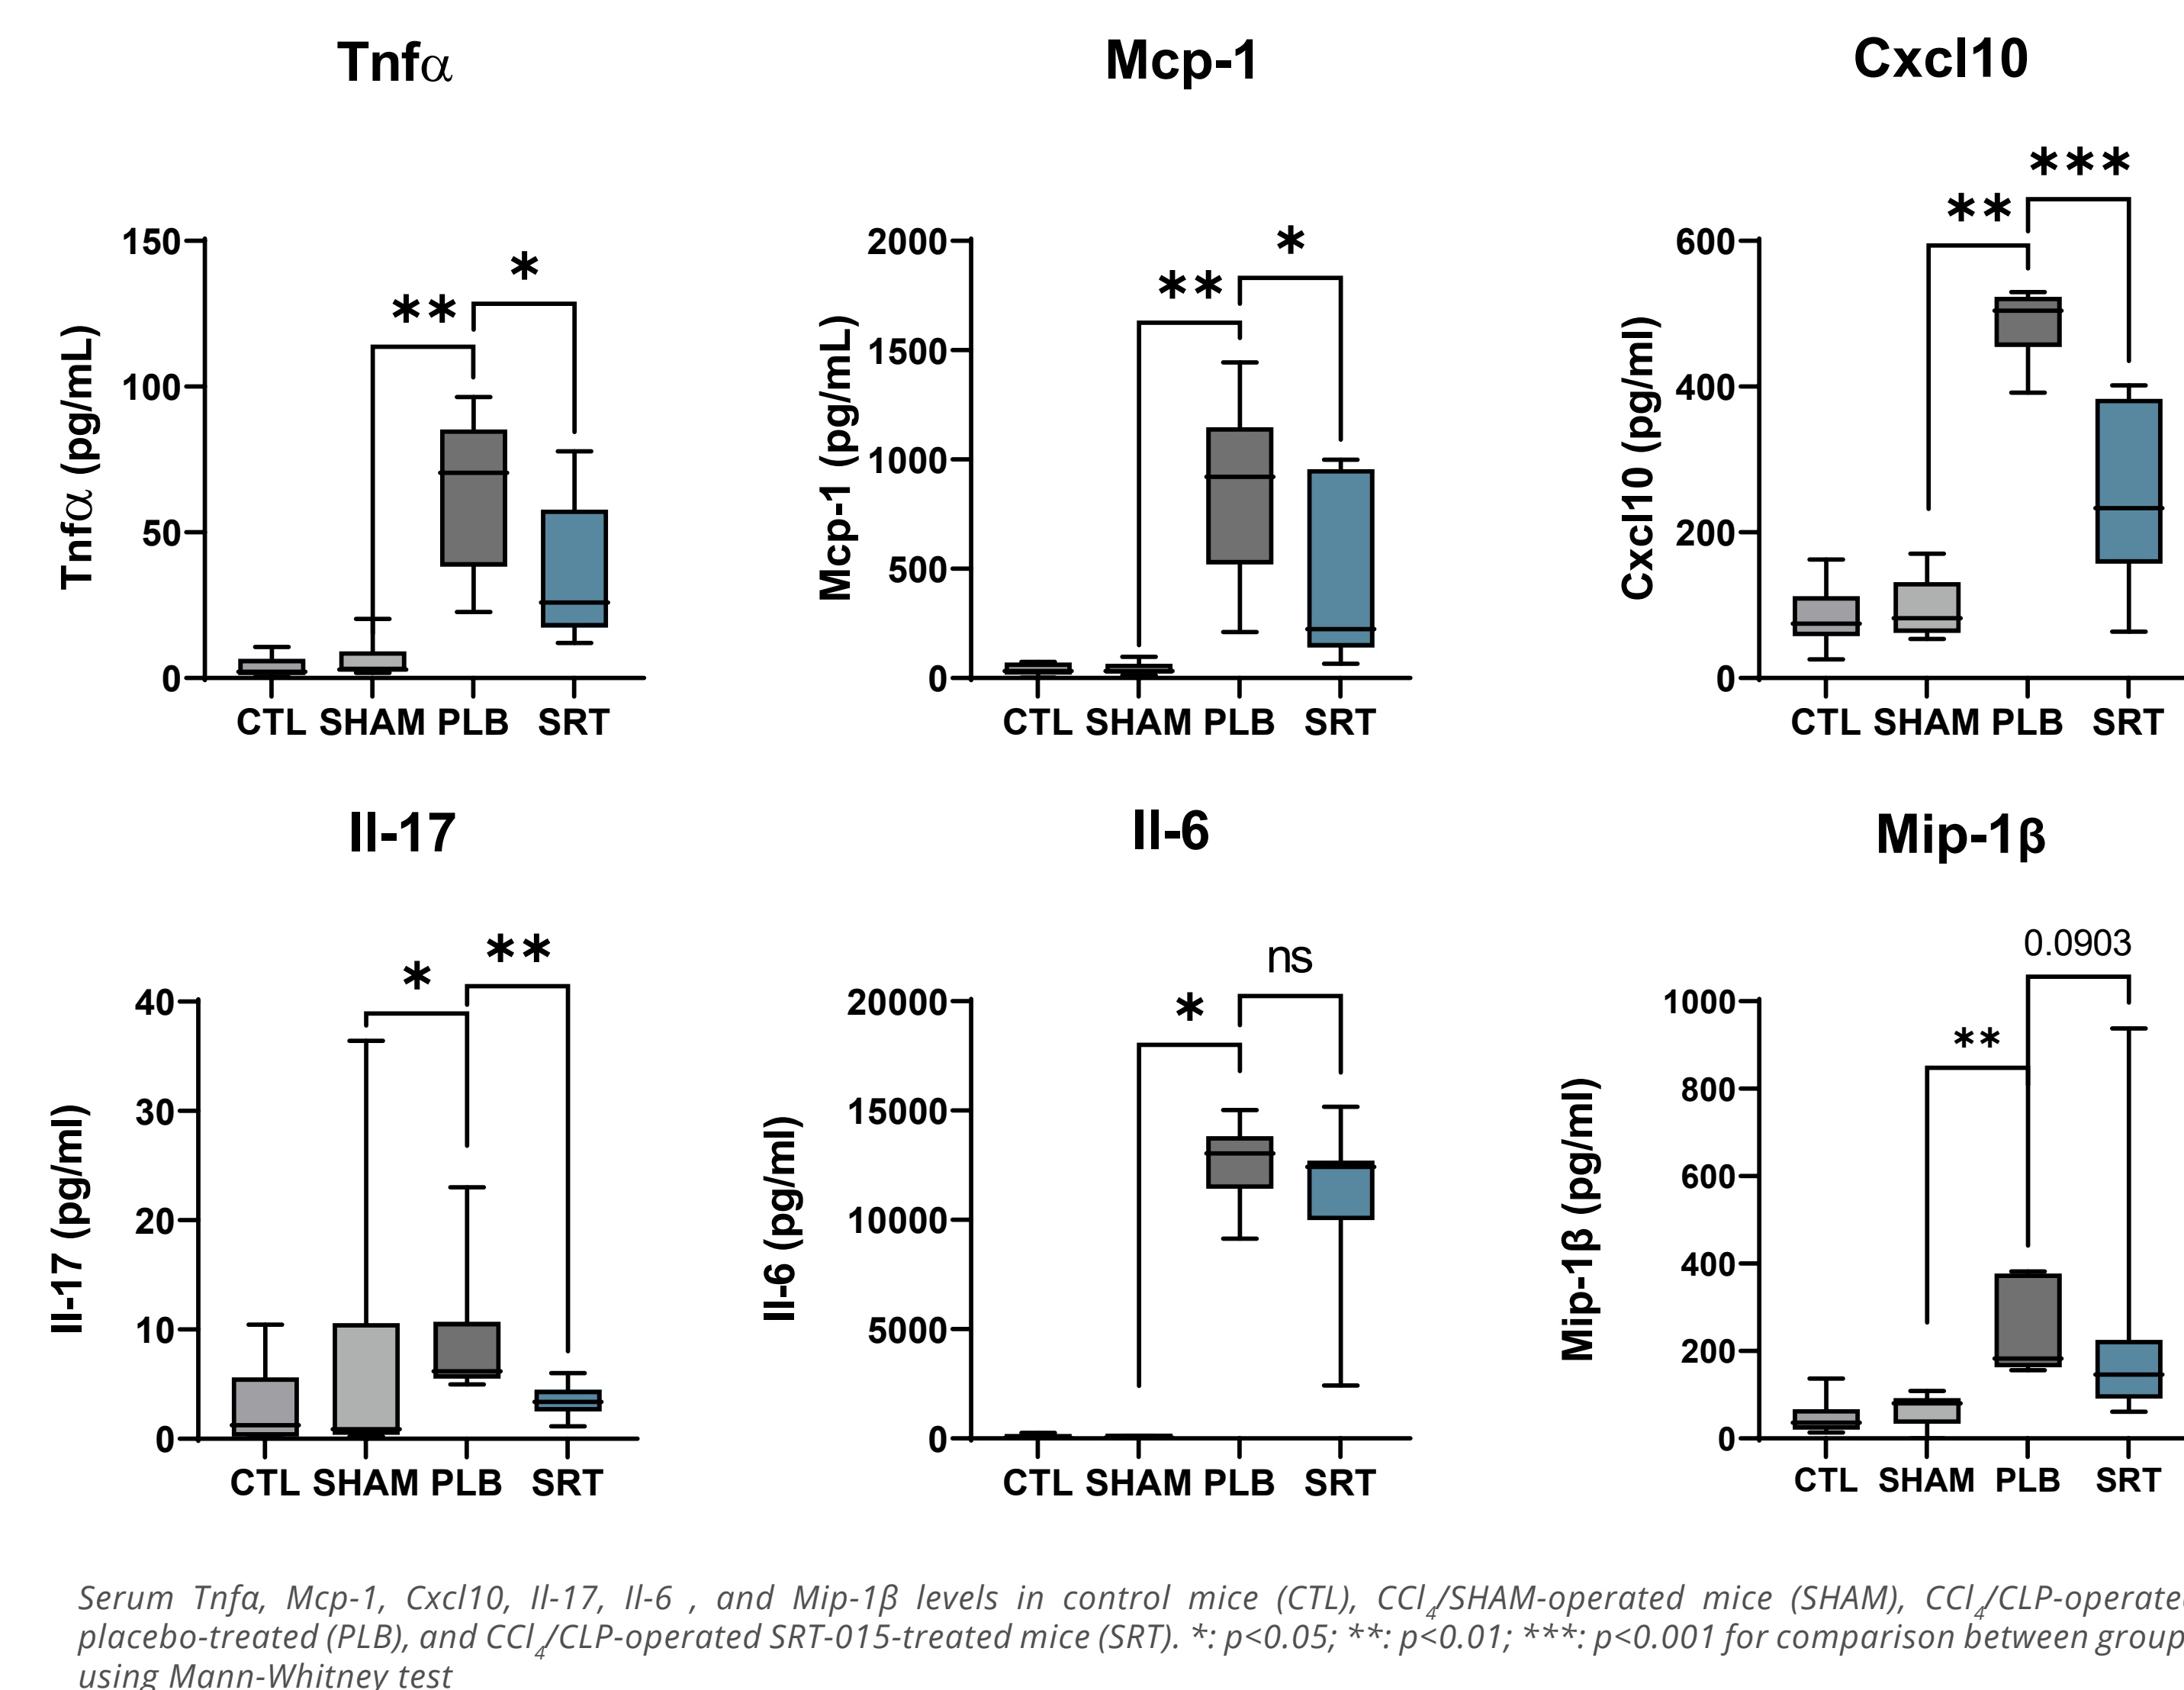 Tnfα
Mcp-1
Cxcl10
Tnfα (pg/mL)
150
100
50
0
**
*
CTL SHAM PLB SRT
Mcp-1 (pg/mL)
2000
1500
1000
500
0
**
*
CTL SHAM PLB SRT
Cxcl10 (pg/ml)
600
400
200
0
**
***
CTL SHAM PLB SRT
Il-17
Il-6
Mip-1β
Il-17 (pg/ml)
40
30
20
10
0
*
**
CTL SHAM PLB SRT
Il-6 (pg/ml)
20000
15000
10000
5000
0
*
ns
CTL SHAM PLB SRT
Mip-1β (pg/ml)
1000
800
600
400
200
0
**
0.0903
CTL SHAM PLB SRT
Serum Tnfα, Mcp-1, Cxcl10, Il-17, Il-6 , and Mip-1β levels in control mice (CTL), CCl4/SHAM-operated mice (SHAM), CCl4/CLP-operated
placebo-treated (PLB), and CCl4/CLP-operated SRT-015-treated mice (SRT). *: p<0.05; **: p<0.01; ***: p<0.001 for comparison between group
using Mann-Whitney test